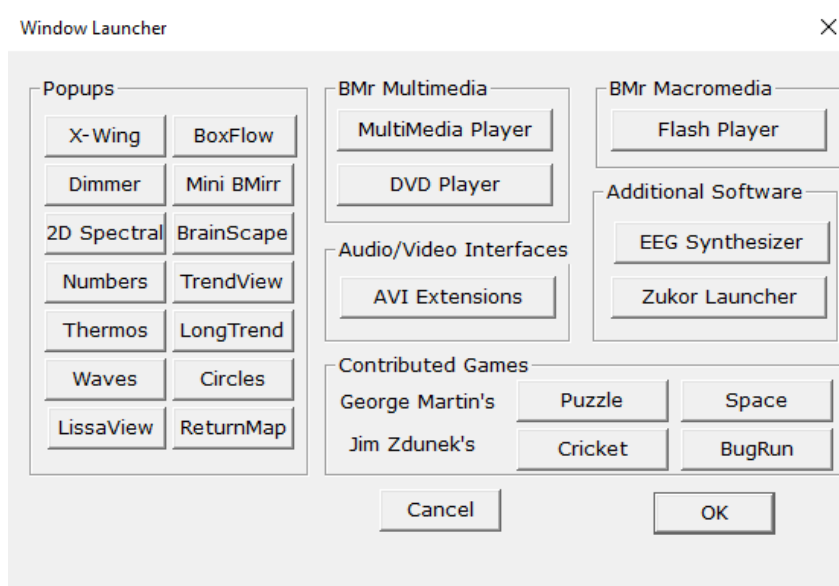 Window Launcher
Popups
X-Wing BoxFlow
Dimmer Mini BMirr
2D Spectral BrainScape
Numbers TrendView
Thermos LongTrend
Waves Circles
LissaView ReturnMap
BMr Multimedia
MultiMedia Player
DVD Player
Audio/Video Interfaces
AVI Extensions
BMr Macromedia
Flash Player
Additional Software
EEG Synthesizer
Zukor Launcher
Contributed Games
George Martin's Puzzle Space
Jim Zdunek's Cricket BugRun
Cancel OK